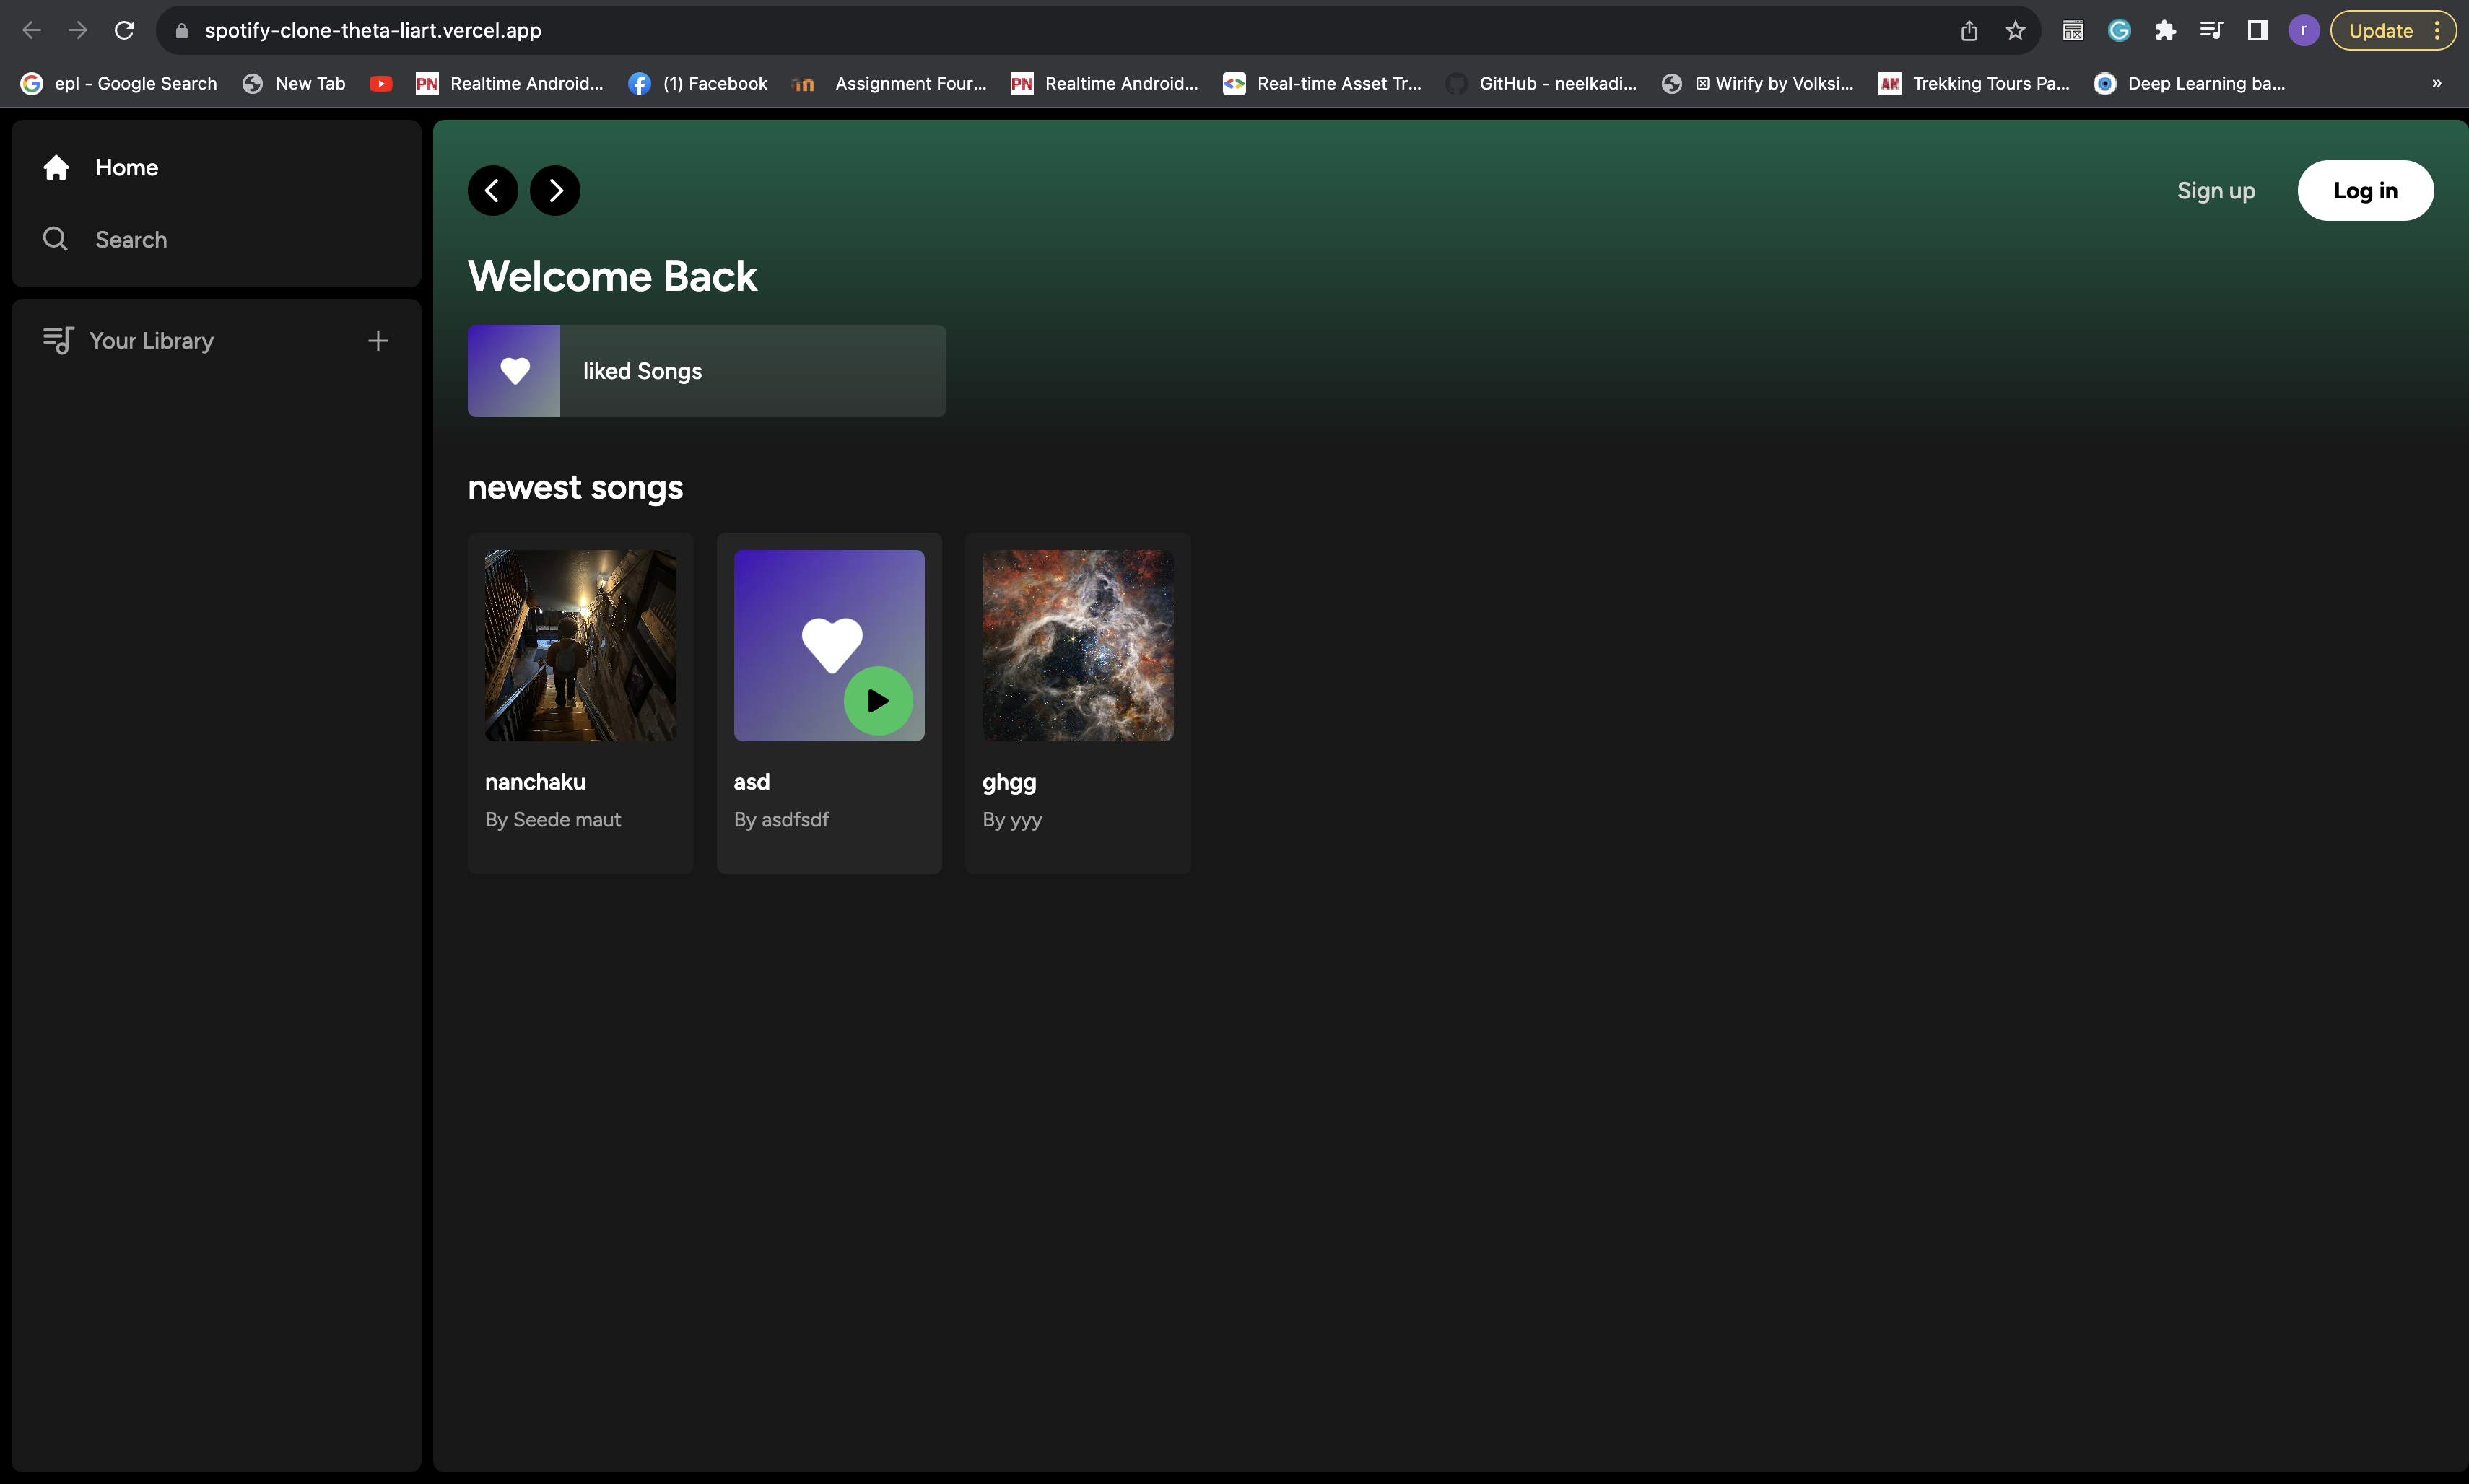 spotify-clone-theta-liart.vercel.app
r
Update
epl - Google Search
New Tab
PN Realtime Android...
(1) Facebook
Assignment Four...
PN Realtime Android...
Real-time Asset Tr...
GitHub - neelkadi...
Wirify by Volksi...
Trekking Tours Pa...
Deep Learning ba...
»
Home
Search
Your Library
Sign up
Log in
Welcome Back
liked Songs
newest songs
nanchaku
By Seede maut
asd
By asdfsdf
ghgg
By yyy